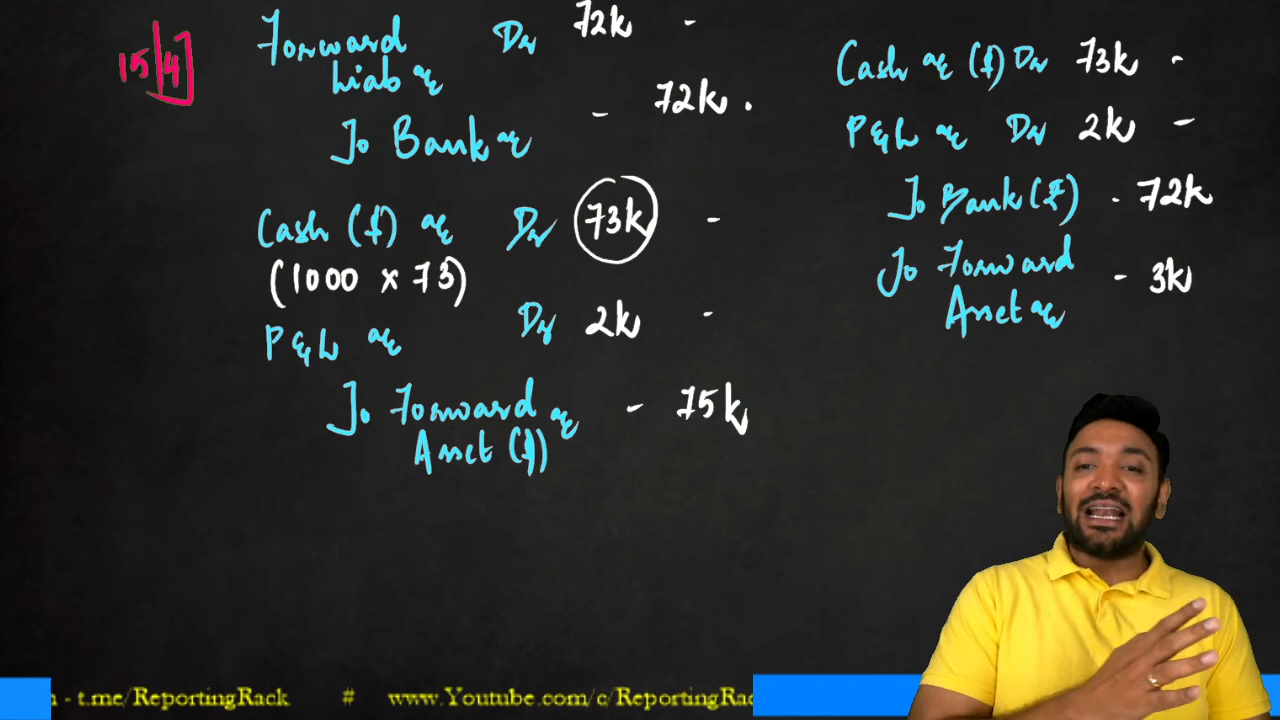 15/4
Forward Dr 72k -
Liab a/c
To Bank a/c - 72k .
Cash ($) a/c Dr 73k -
(1000 x 73)
P & L a/c Dr 2k -
To Forward a/c - 75k
Asset ($)
Cash a/c ($) Dr 73k -
P & L a/c Dr 2k -
To Bank (₹) - 72k
To Forward - 3k
Asset a/c
- t.me/ReportingRack # www.Youtube.com/c/ReportingRac